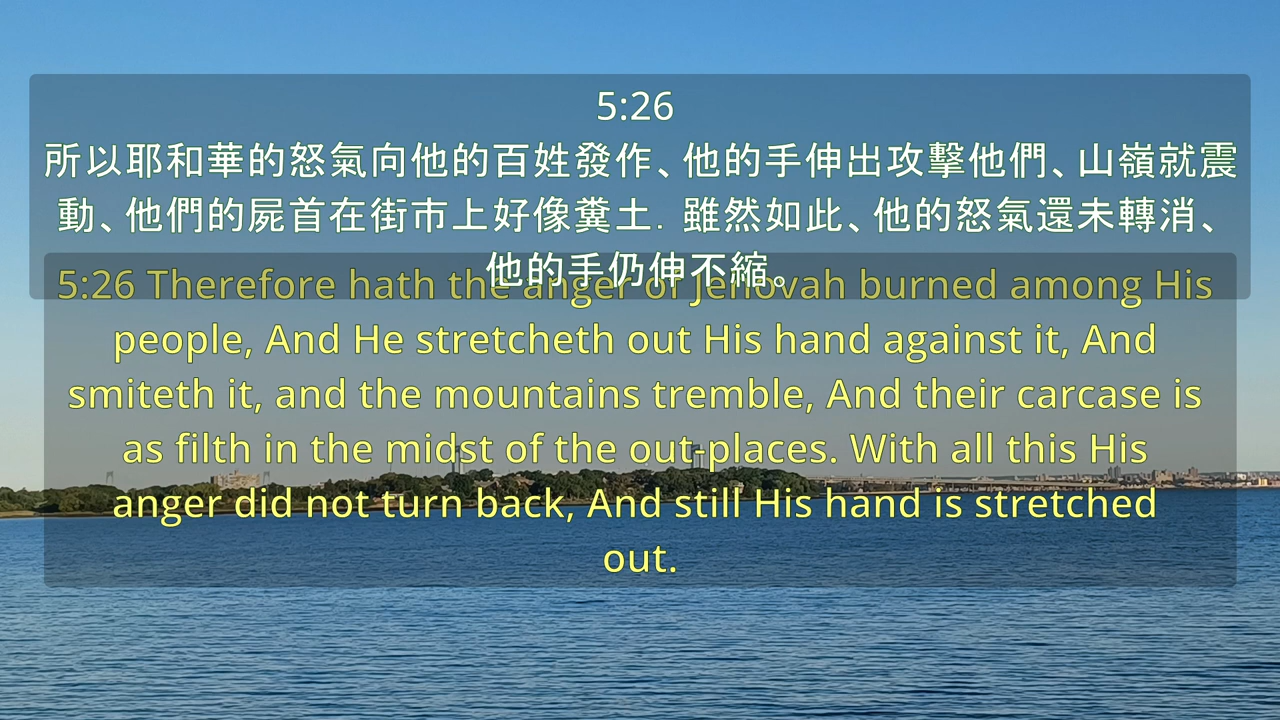 5:26
所以耶和華的怒氣向他的百姓發作、他的手伸出攻擊他們、山嶺就震
動、他們的屍首在街市上好像糞土．雖然如此、他的怒氣還未轉消、
他的手仍伸不縮。
5:26 Therefore hath the anger of Jehovah burned among His
people, And He stretcheth out His hand against it, And
smiteth it, and the mountains tremble, And their carcase is
as filth in the midst of the out-places. With all this His
anger did not turn back, And still His hand is stretched
out.